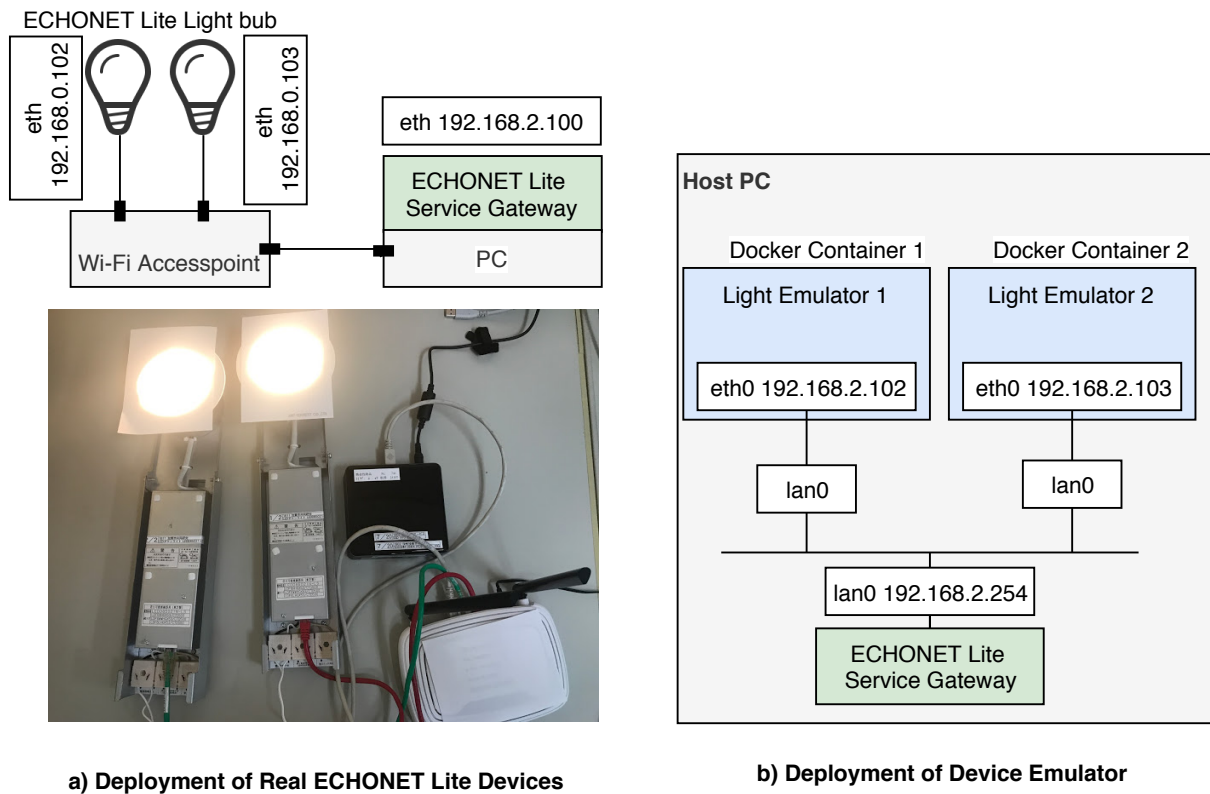 ECHONET Lite Light bub
eth
192.168.0.102
eth
192.168.0.103
eth 192.168.2.100
ECHONET Lite
Service Gateway
Wi-Fi Accesspoint
PC
a) Deployment of Real ECHONET Lite Devices
Host PC
Docker Container 1
Docker Container 2
Light Emulator 1
Light Emulator 2
eth0 192.168.2.102
eth0 192.168.2.103
lan0
lan0
lan0 192.168.2.254
ECHONET Lite
Service Gateway
b) Deployment of Device Emulator